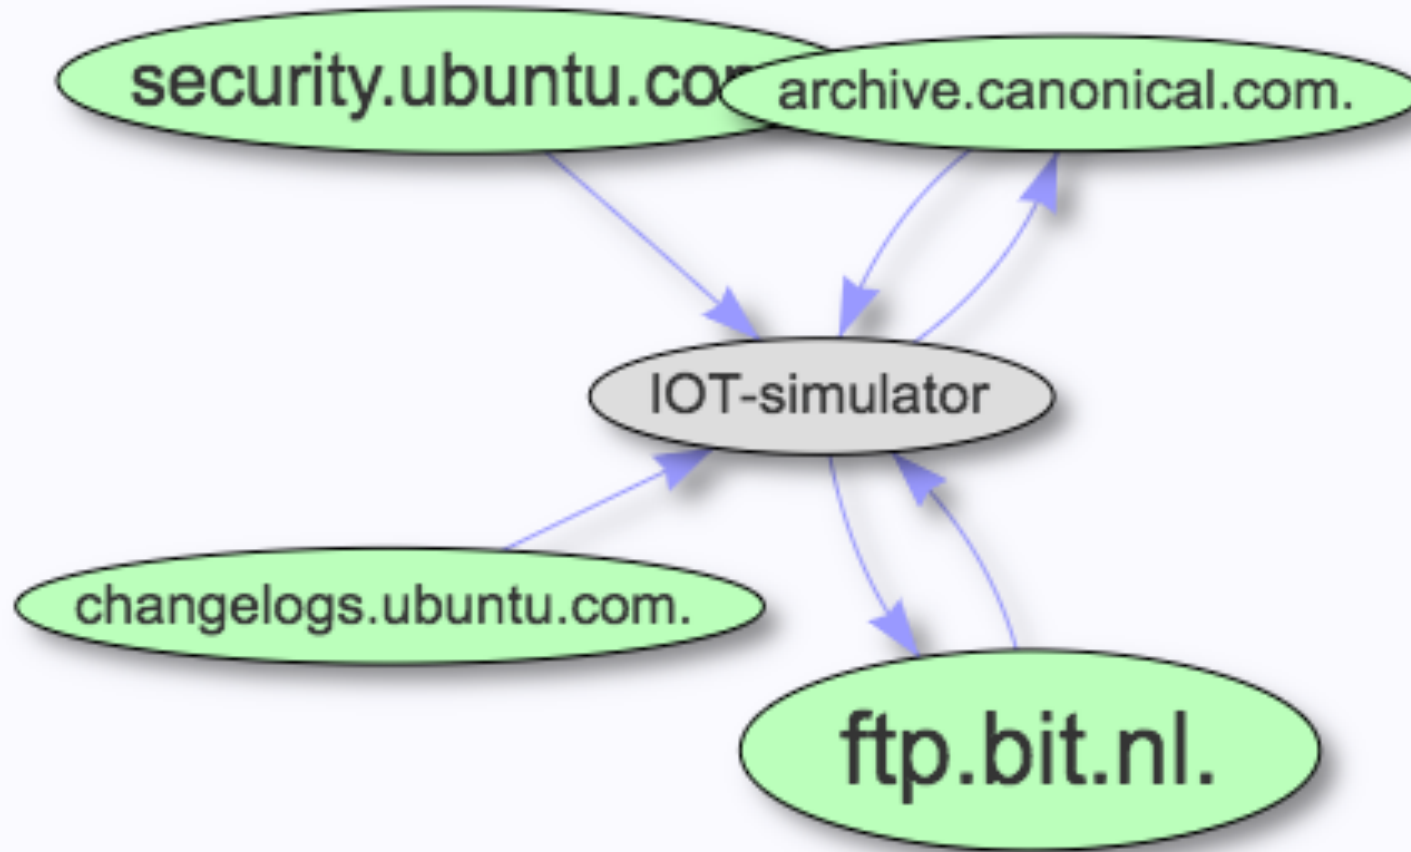 security.ubuntu.co
archive.canonical.com.
IOT-simulator
changelogs.ubuntu.com.
ftp.bit.nl.